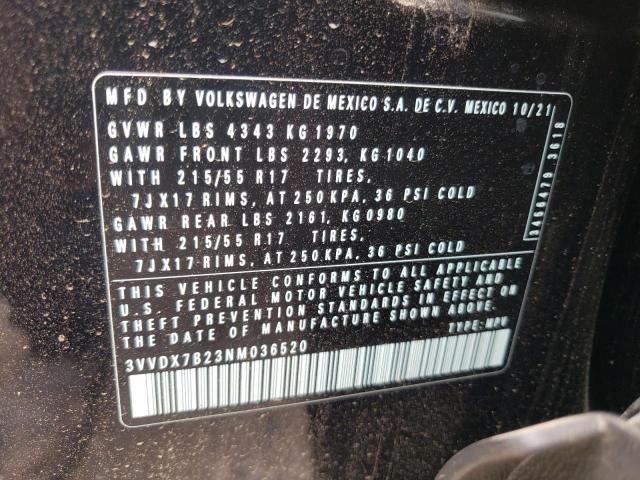 MFD BY VOLKSWAGEN DE MEXICO S.A. DE C.V. MEXICO 10/21
GVWR LBS 4343 KG 1970
GAWR FRONT LBS 2293, KG 1040
WITH 215/55 R17 TIRES,
7JX17 RIMS, AT 250 KPA, 36 PSI COLD
GAWR REAR LBS 2161, KG 0980
WITH 215/55 R17 TIRES,
7JX17 RIMS, AT 250 KPA, 36 PSI COLD
THIS VEHICLE CONFORMS TO ALL APPLICABLE
U.S. FEDERAL MOTOR VEHICLE SAFETY AND
THEFT PREVENTION STANDARDS IN EFFECT ON
DATE OF MANUFACTURE SHOWN ABOVE.
TYPE: MPV
3VVDX7B23NM036520